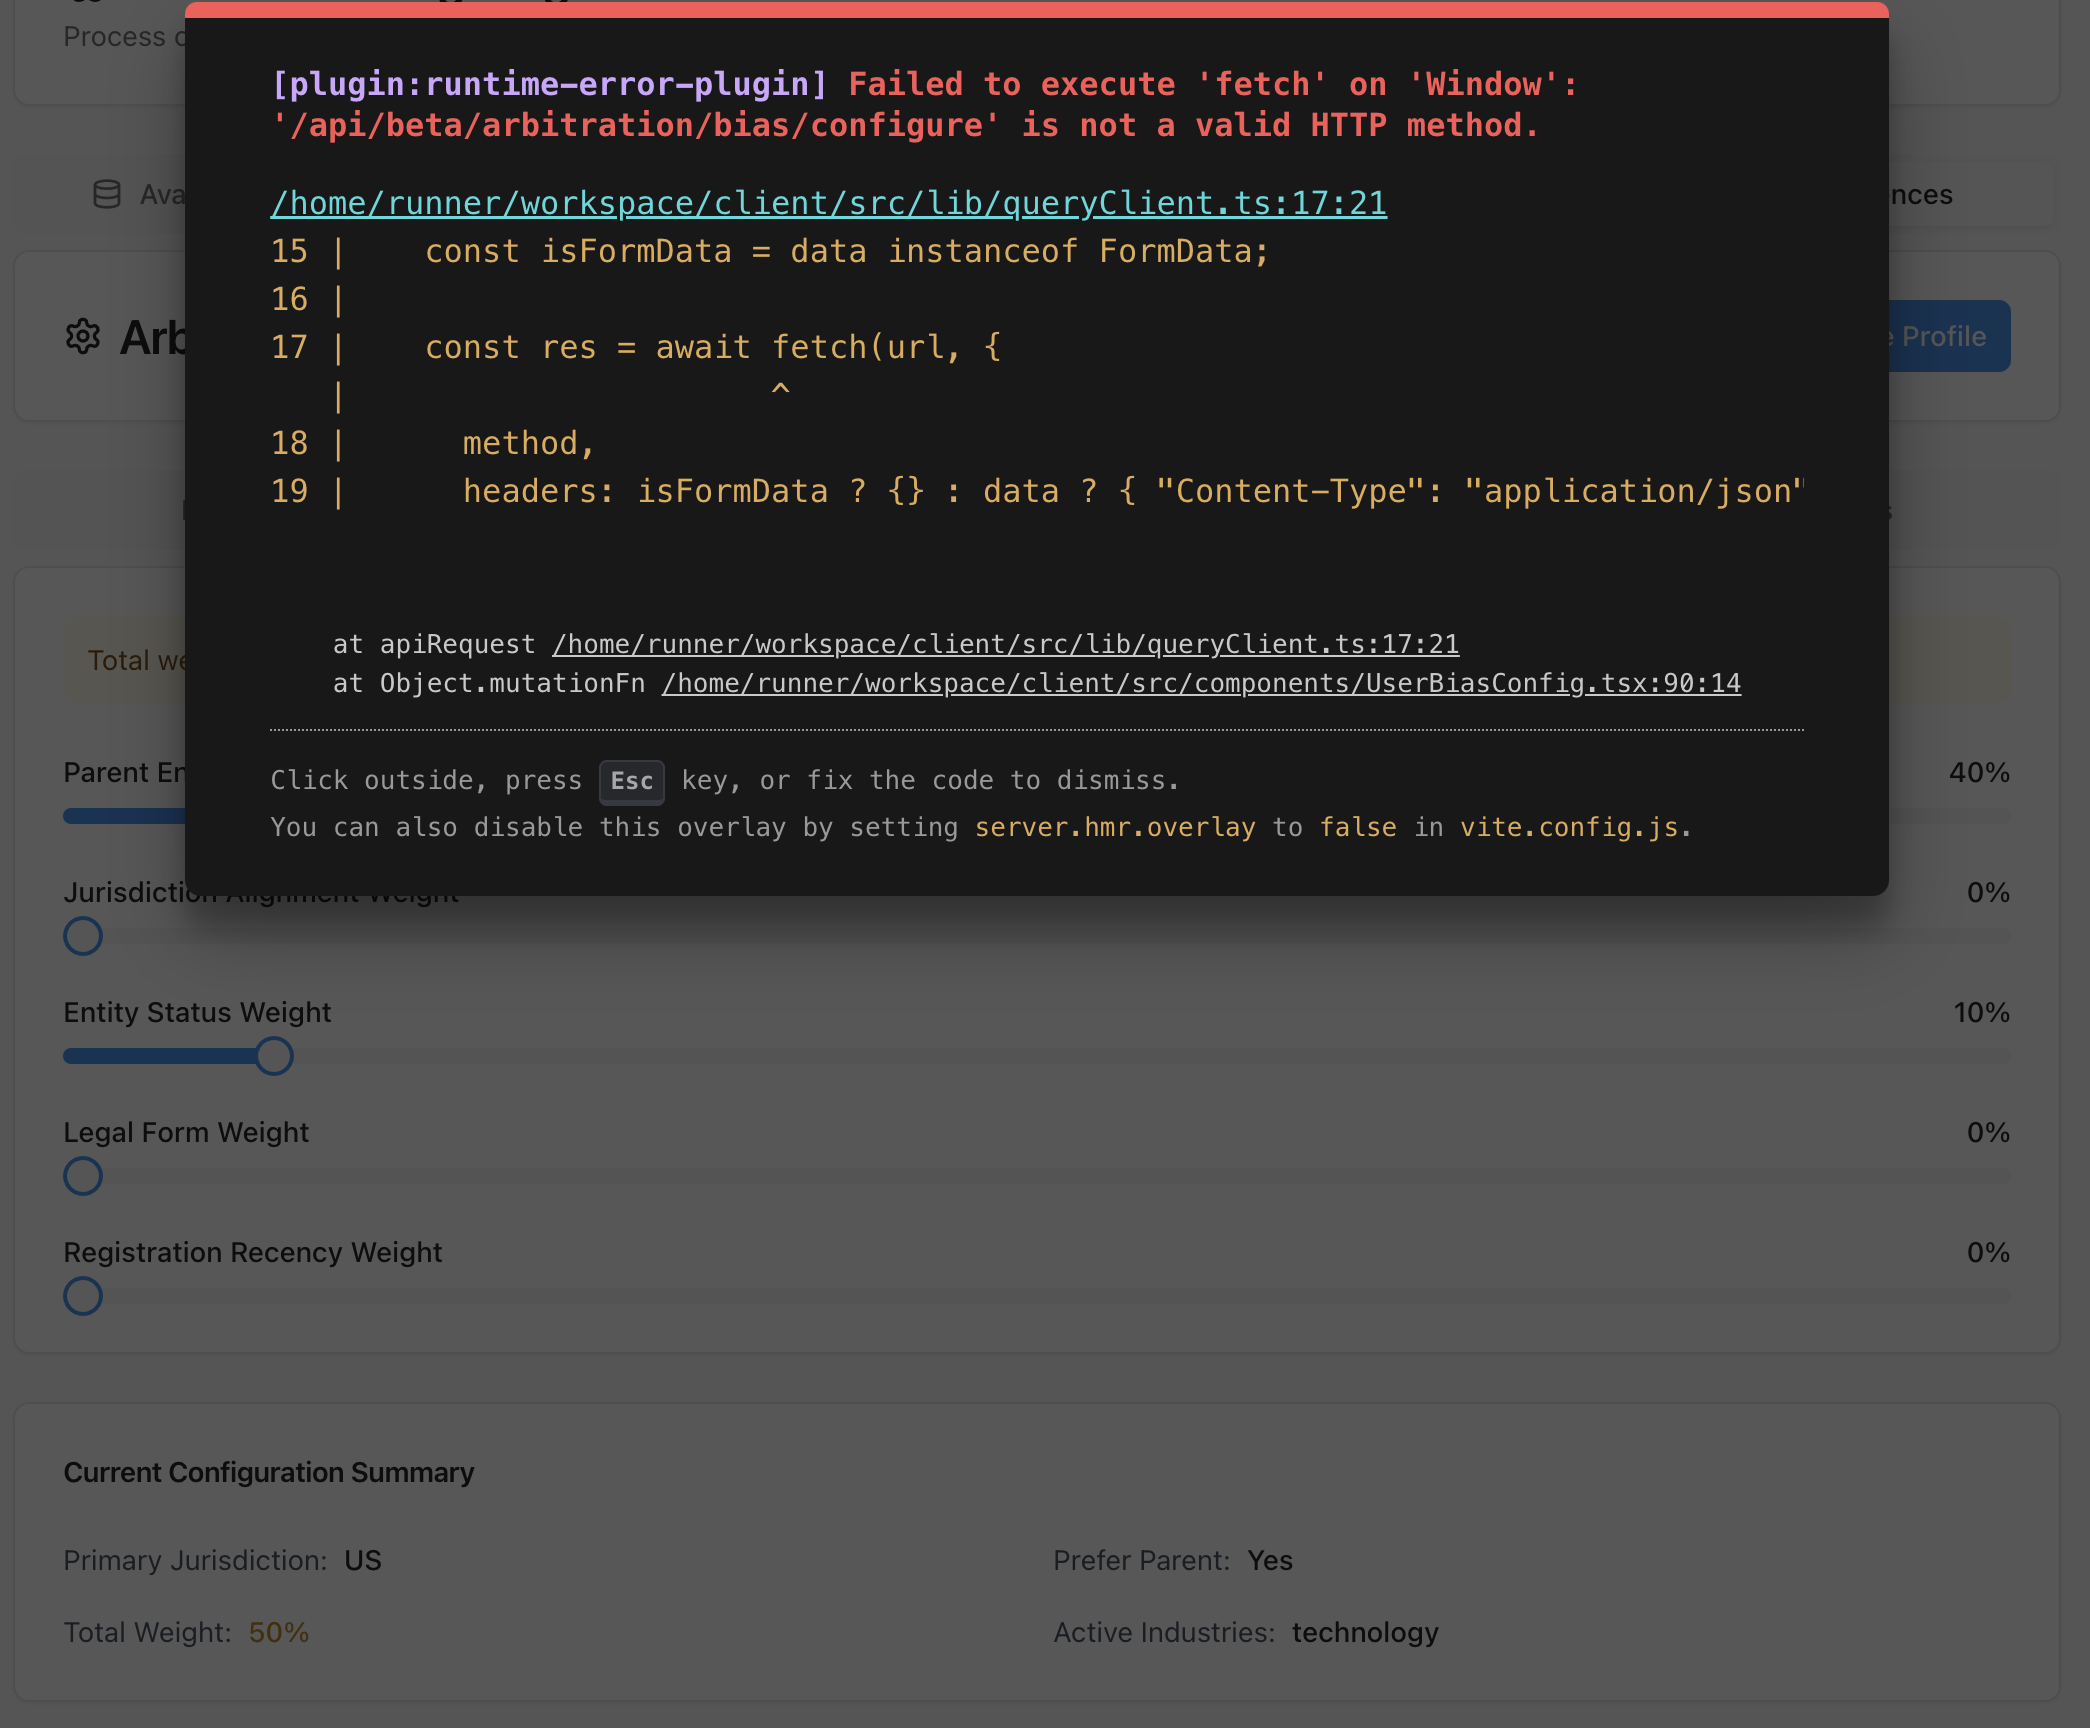 Process
[plugin:runtime-error-plugin] Failed to execute 'fetch' on 'Window':
'/api/beta/arbitration/bias/configure' is not a valid HTTP method.
/home/runner/workspace/client/src/lib/queryClient.ts:17:21
15 |    const isFormData = data instanceof FormData;
16 |
17 |    const res = await fetch(url, {
   |                      ^
18 |      method,
19 |      headers: isFormData ? {} : data ? { "Content-Type": "application/json"
Profile
at apiRequest /home/runner/workspace/client/src/lib/queryClient.ts:17:21
at Object.mutationFn /home/runner/workspace/client/src/components/UserBiasConfig.tsx:90:14
Total
Click outside, press Esc key, or fix the code to dismiss.
You can also disable this overlay by setting server.hmr.overlay to false in vite.config.js.
Parent 40%
Jurisdiction Alignment Weight 0%
Entity Status Weight 10%
Legal Form Weight 0%
Registration Recency Weight 0%
Current Configuration Summary
Primary Jurisdiction: US Prefer Parent: Yes
Total Weight: 50% Active Industries: technology